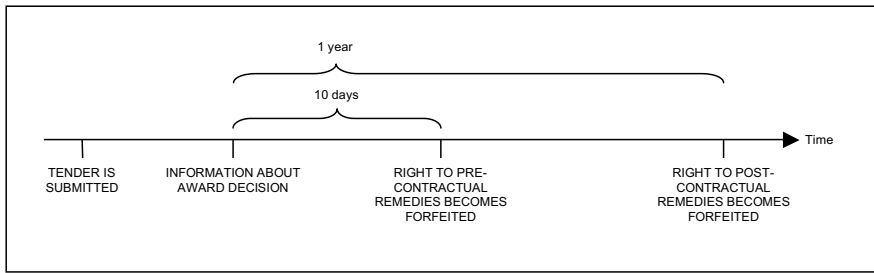 1 year
10 days
Time
TENDER IS
SUBMITTED
INFORMATION ABOUT
AWARD DECISION
RIGHT TO PRE-
CONTRACTUAL
REMEDIES BECOMES
FORFEITED
RIGHT TO POST-
CONTRACTUAL
REMEDIES BECOMES
FORFEITED